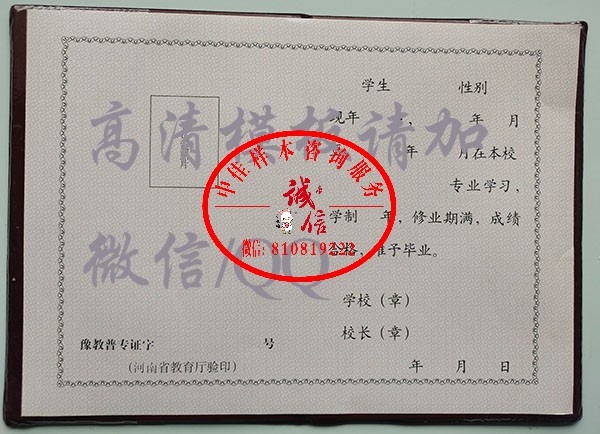 学生 性别
现年 、 年 月
年 月在本校
专业学习,
学制 年,修业期满,成绩
合格,准予毕业。
学校(章)
校长(章)
豫教普专证字 号
(河南省教育厅验印)
年 月 日
高清模板请加
微信/QQ
中佳样本咨询服务
诚
信